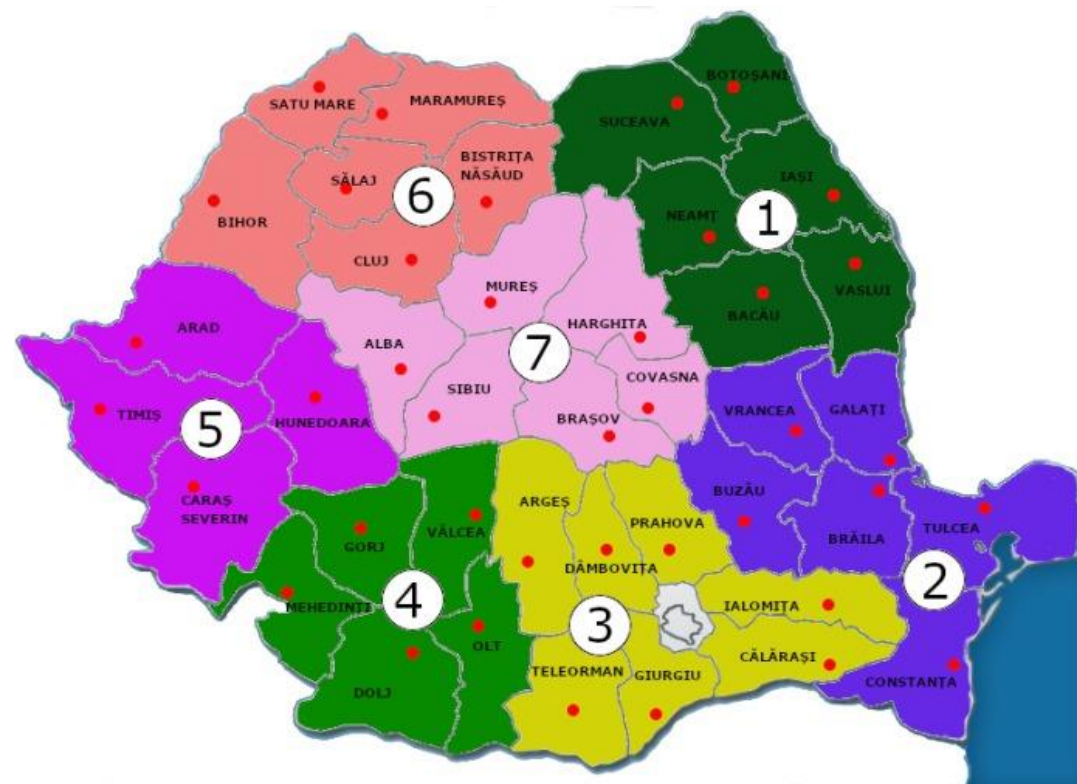 BOTOȘANI
SATU MARE
MARAMUREȘ
SUCEAVA
BISTRIȚA
NĂSĂUD
SĂLAJ
IAȘI
6
1
NEAMȚ
BIHOR
CLUJ
MUREȘ
VASLUI
BACĂU
HARGHITA
ARAD
ALBA
7
COVASNA
SIBIU
TIMIȘ
HUNEDOARA
BRAȘOV
VRANCEA
GALAȚI
5
CARAȘ
SEVERIN
ARGEȘ
BUZĂU
PRAHOVA
TULCEA
VÂLCEA
GORJ
BRĂILA
DÂMBOVIȚA
2
MEHEDINȚI
4
3
IALOMIȚA
OLT
CĂLĂRAȘI
TELEORMAN
GIURGIU
CONSTANȚA
DOLJ